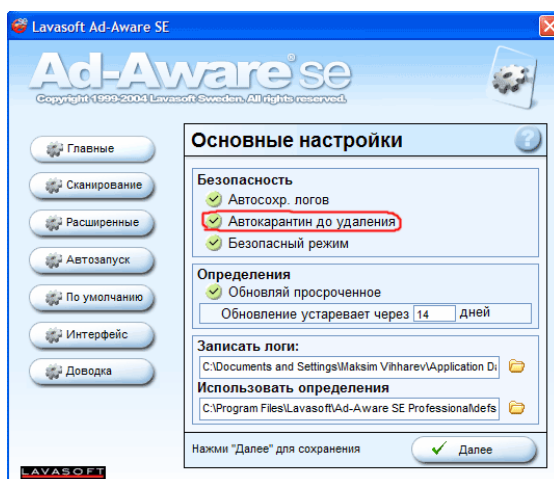 Lavasoft Ad-Aware SE
Ad-Aware SE
Copyright 1999-2004 Lavasoft Sweden. All rights reserved.
Главные
Сканирование
Расширенные
Автозапуск
По умолчанию
Интерфейс
Доводка
Основные настройки
?
Безопасность
Автосохр. логов
Автокарантин до удаления
Безопасный режим
Определения
Обновляй просроченное
Обновление устаревает через 14 дней
Записать логи:
C:\Documents and Settings\Maksim Vihharev\Application Da
Использовать определения
C:\Program Files\Lavasoft\Ad-Aware SE Professional\defs
Нажми "Далее" для сохранения
Далее
LAVASOFT